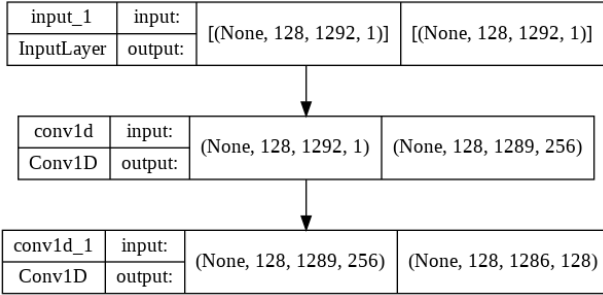 input_1 input: [(None, 128, 1292, 1)] [(None, 128, 1292, 1)]
InputLayer output:
conv1d input: (None, 128, 1292, 1) (None, 128, 1289, 256)
Conv1D output:
conv1d_1 input: (None, 128, 1289, 256) (None, 128, 1286, 128)
Conv1D output: